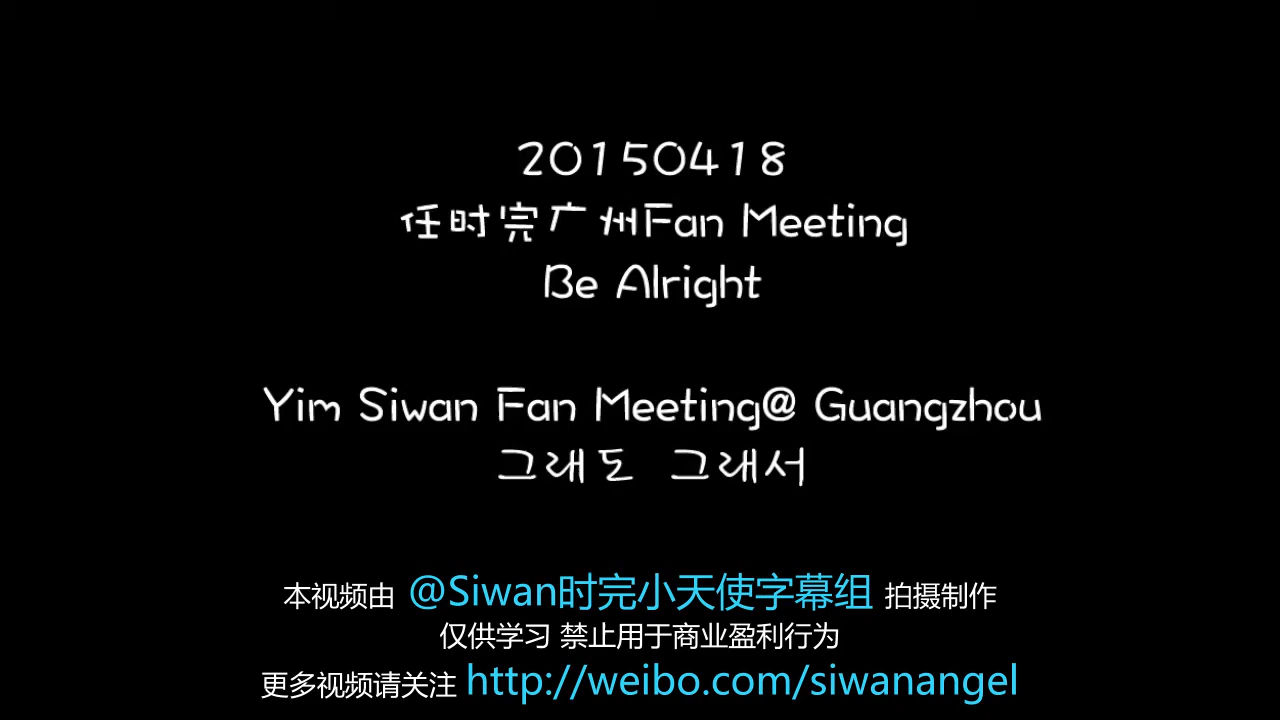 20150418
任时完广州Fan Meeting
Be Alright
Yim Siwan Fan Meeting@ Guangzhou
그래도 그래서
本视频由 @Siwan时完小天使字幕组 拍摄制作
仅供学习 禁止用于商业盈利行为
更多视频请关注 http://weibo.com/siwanangel